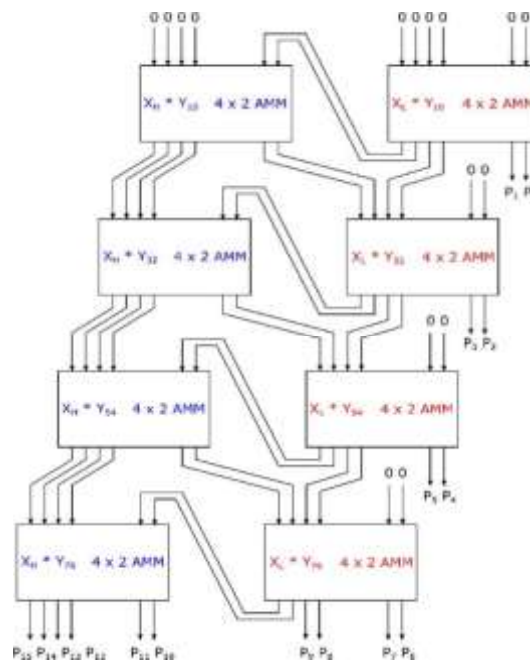 0 0 0 0 0 0 0 0 0 0
X_H * Y_10 4 x 2 AMM X_L * Y_10 4 x 2 AMM
P_1 P
0 0
X_H * Y_32 4 x 2 AMM X_L * Y_32 4 x 2 AMM
P_3 P_2
0 0
X_H * Y_54 4 x 2 AMM X_L * Y_54 4 x 2 AMM
P_5 P_4
0 0
X_H * Y_76 4 x 2 AMM X_L * Y_76 4 x 2 AMM
P_15 P_14 P_13 P_12 P_11 P_10 P_9 P_8 P_7 P_6